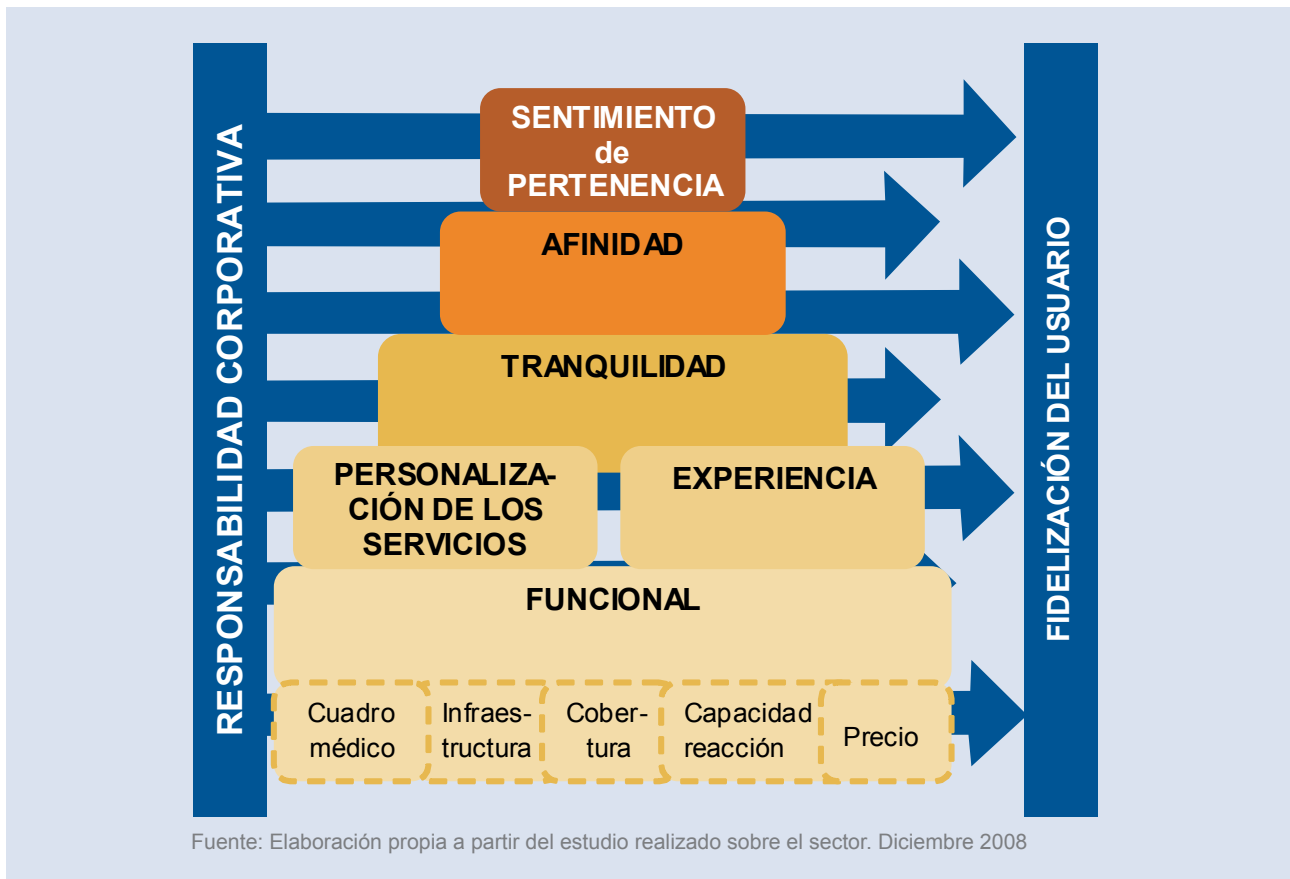 RESPONSABILIDAD CORPORATIVA
SENTIMIENTO
de
PERTENENCIA
AFINIDAD
TRANQUILIDAD
PERSONALIZA-
CIÓN DE LOS
SERVICIOS
EXPERIENCIA
FUNCIONAL
Cuadro
médico
Infraes-
tructura
Cober-
tura
Capacidad
reacción
Precio
FIDELIZACIÓN DEL USUARIO
Fuente: Elaboración propia a partir del estudio realizado sobre el sector. Diciembre 2008